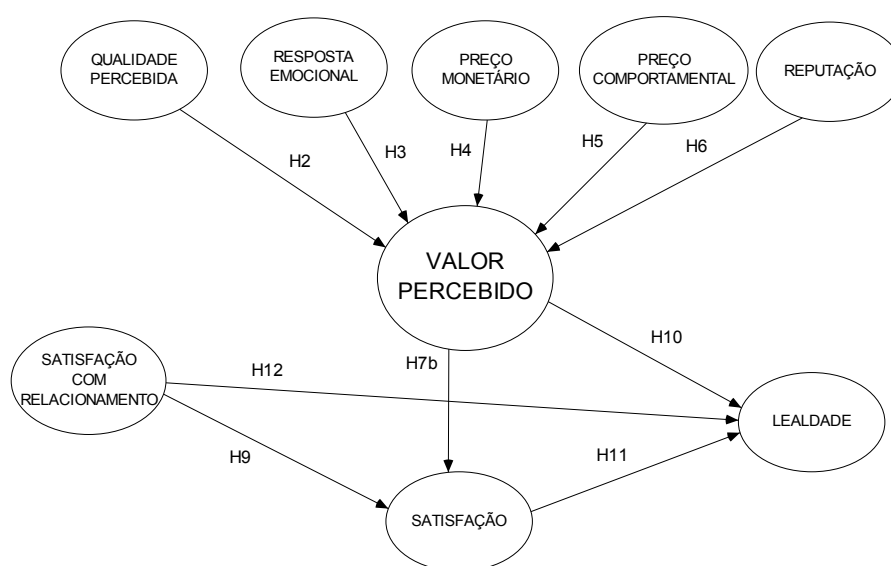 QUALIDADE
PERCEBIDA
RESPOSTA
EMOCIONAL
PREÇO
MONETÁRIO
PREÇO
COMPORTAMENTAL
REPUTAÇÃO
H2
H3
H4
H5
H6
VALOR
PERCEBIDO
SATISFAÇÃO
COM
RELACIONAMENTO
H12
H7b
H10
LEALDADE
H9
H11
SATISFAÇÃO